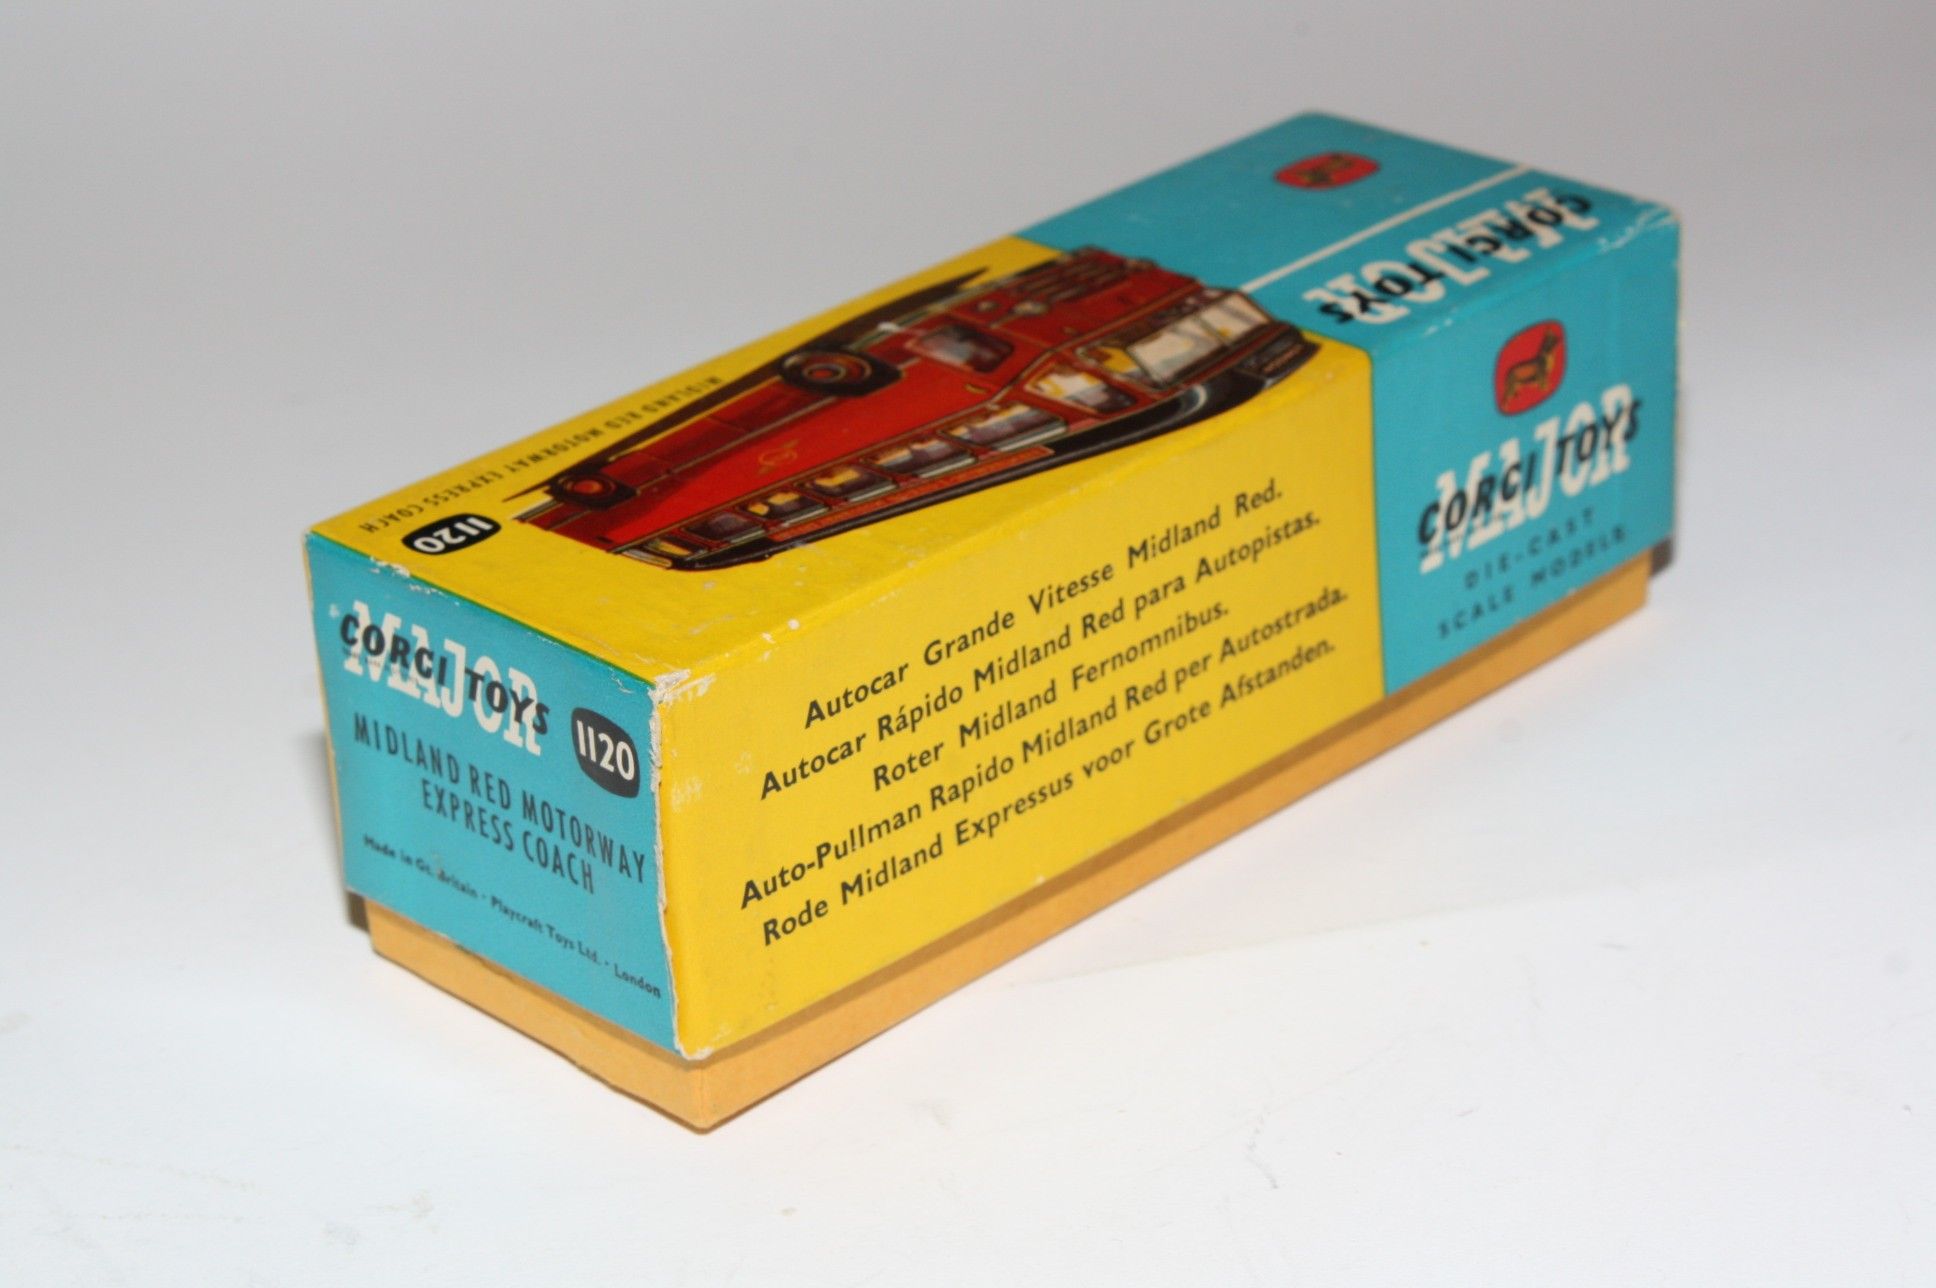 CORGI TOYS
MAJOR
1120
MIDLAND RED MOTORWAY
EXPRESS COACH
Made in Gt. Britain · Playcraft Toys Ltd. · London
MIDLAND RED MOTORWAY EXPRESS COACH
1120
CORGI TOYS
MAJOR
Autocar Grande Vitesse Midland Red.
Autocar Rápido Midland Red para Autopistas.
Roter Midland Fernomnibus.
Auto-Pullman Rapido Midland Red per Autostrada.
Rode Midland Expressus voor Grote Afstanden.
CORGI TOYS
MAJOR
DIE-CAST
SCALE MODELS